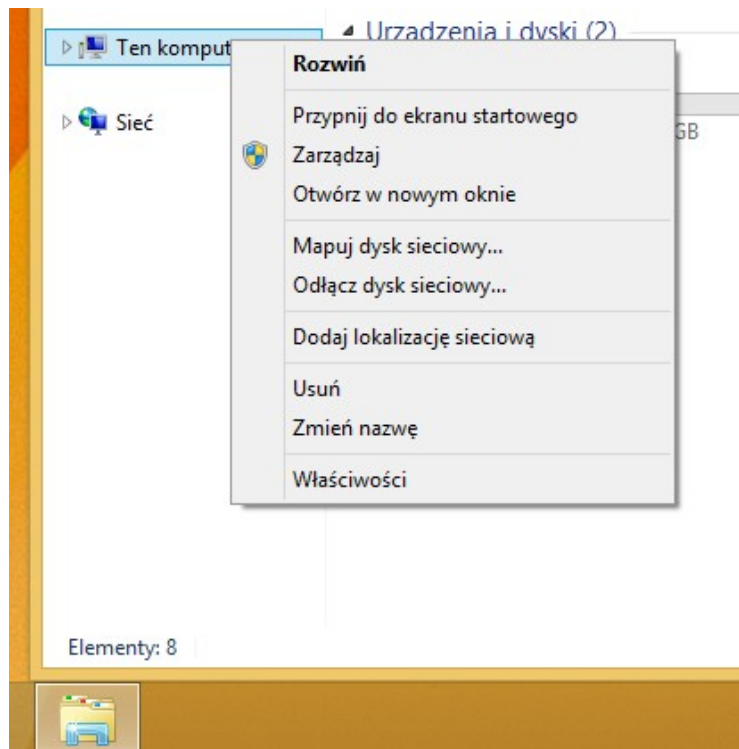 Urządzenia i dyski (2)
Ten komput
Rozwiń
Sieć
Przypnij do ekranu startowego
GB
Zarządzaj
Otwórz w nowym oknie
Mapuj dysk sieciowy...
Odłącz dysk sieciowy...
Dodaj lokalizację sieciową
Usuń
Zmień nazwę
Właściwości
Elementy: 8